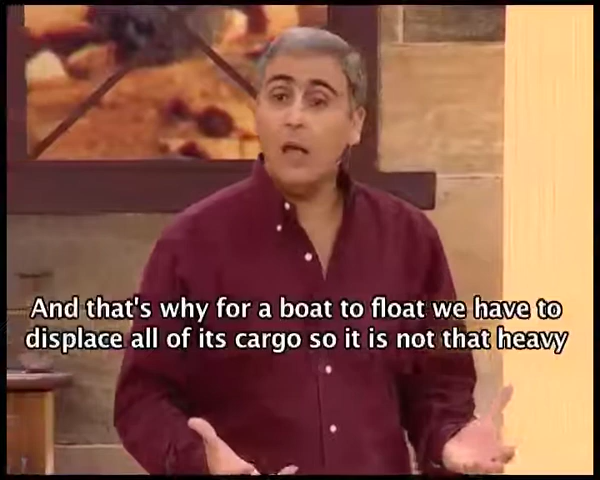 And that's why for a boat to float we have to
displace all of its cargo so it is not that heavy